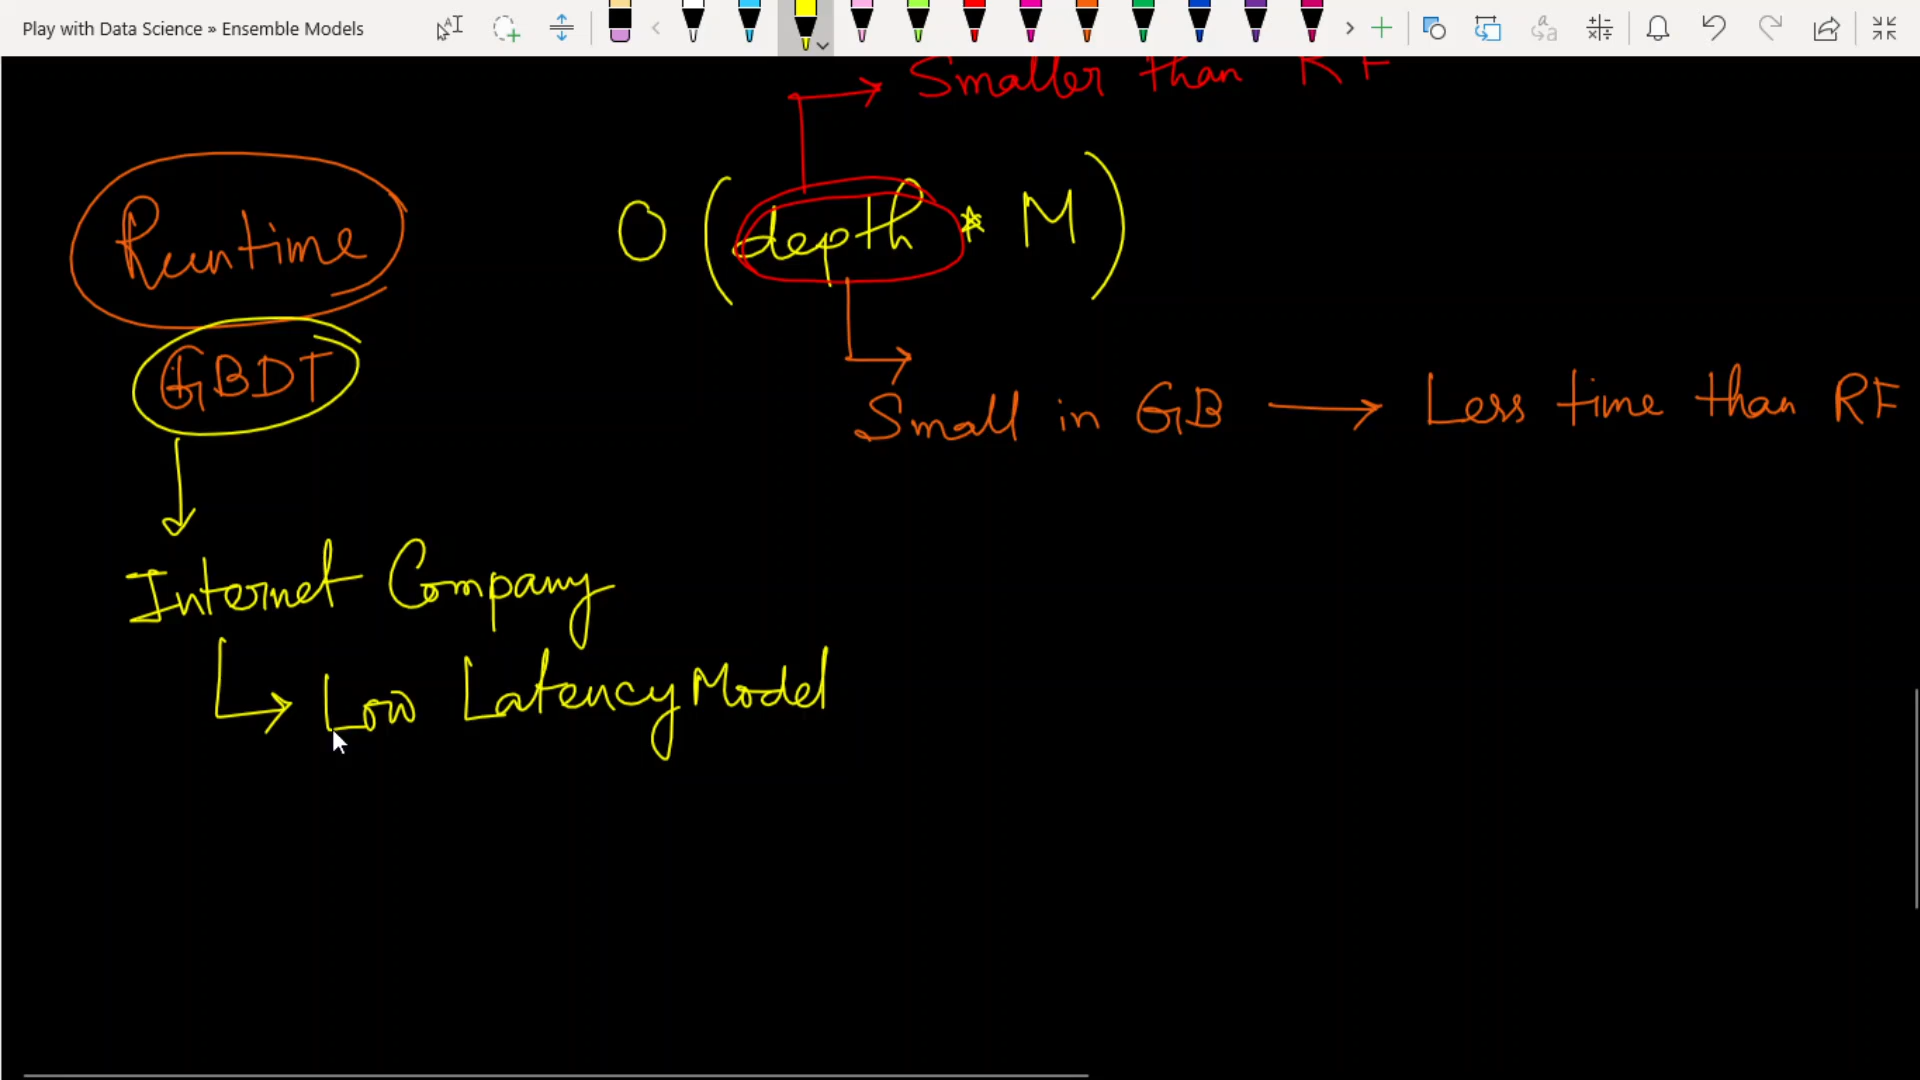 Play with Data Science » Ensemble Models
Smaller than RF
Runtime
O (depth * M)
GBDT
Small in GB → Less time than RF
Internet Company
Low Latency Model